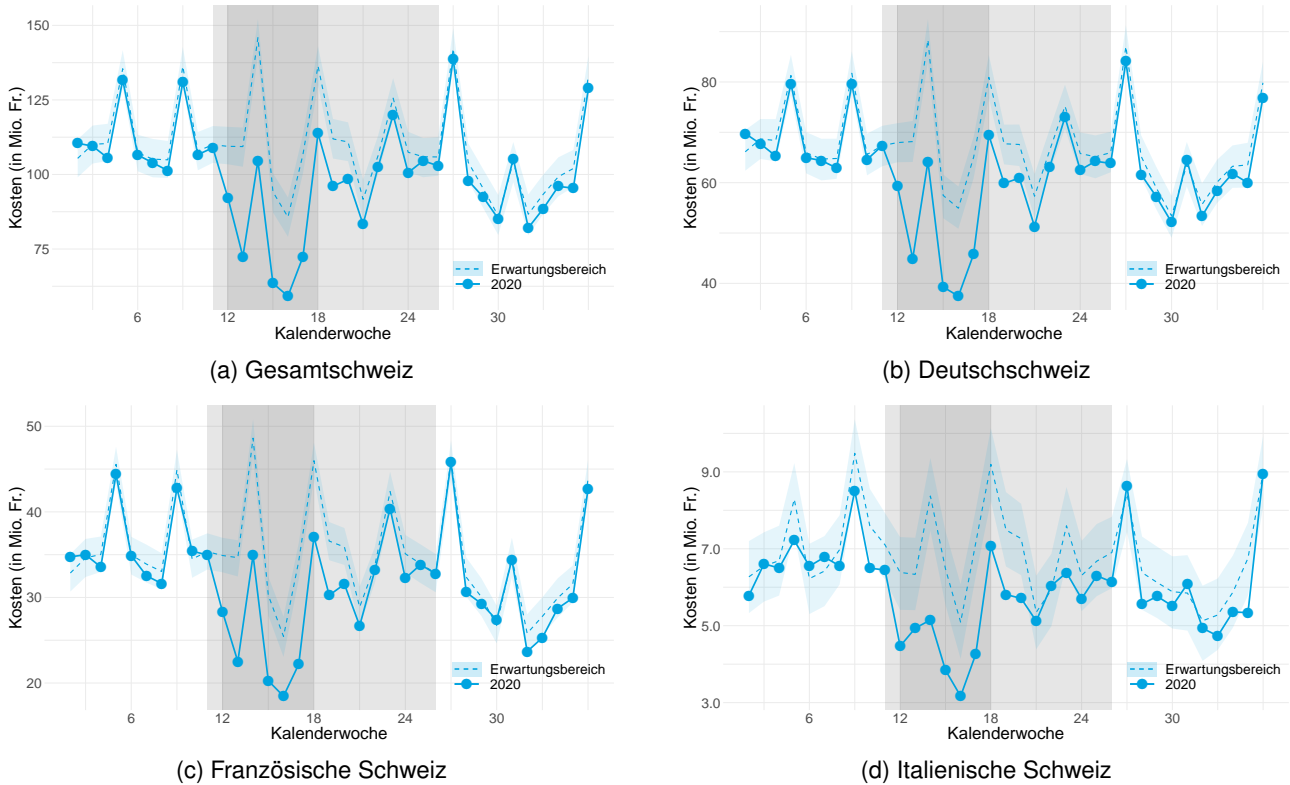 150
125
100
75
Kosten (in Mio. Fr.)
Erwartungsbereich
2020
6
12
18
24
30
Kalenderwoche
(a) Gesamtschweiz
80
60
40
Kosten (in Mio. Fr.)
Erwartungsbereich
2020
6
12
18
24
30
Kalenderwoche
(b) Deutschschweiz
50
40
30
20
Kosten (in Mio. Fr.)
Erwartungsbereich
2020
6
12
18
24
30
Kalenderwoche
(c) Französische Schweiz
9.0
7.0
5.0
3.0
Kosten (in Mio. Fr.)
Erwartungsbereich
2020
6
12
18
24
30
Kalenderwoche
(d) Italienische Schweiz